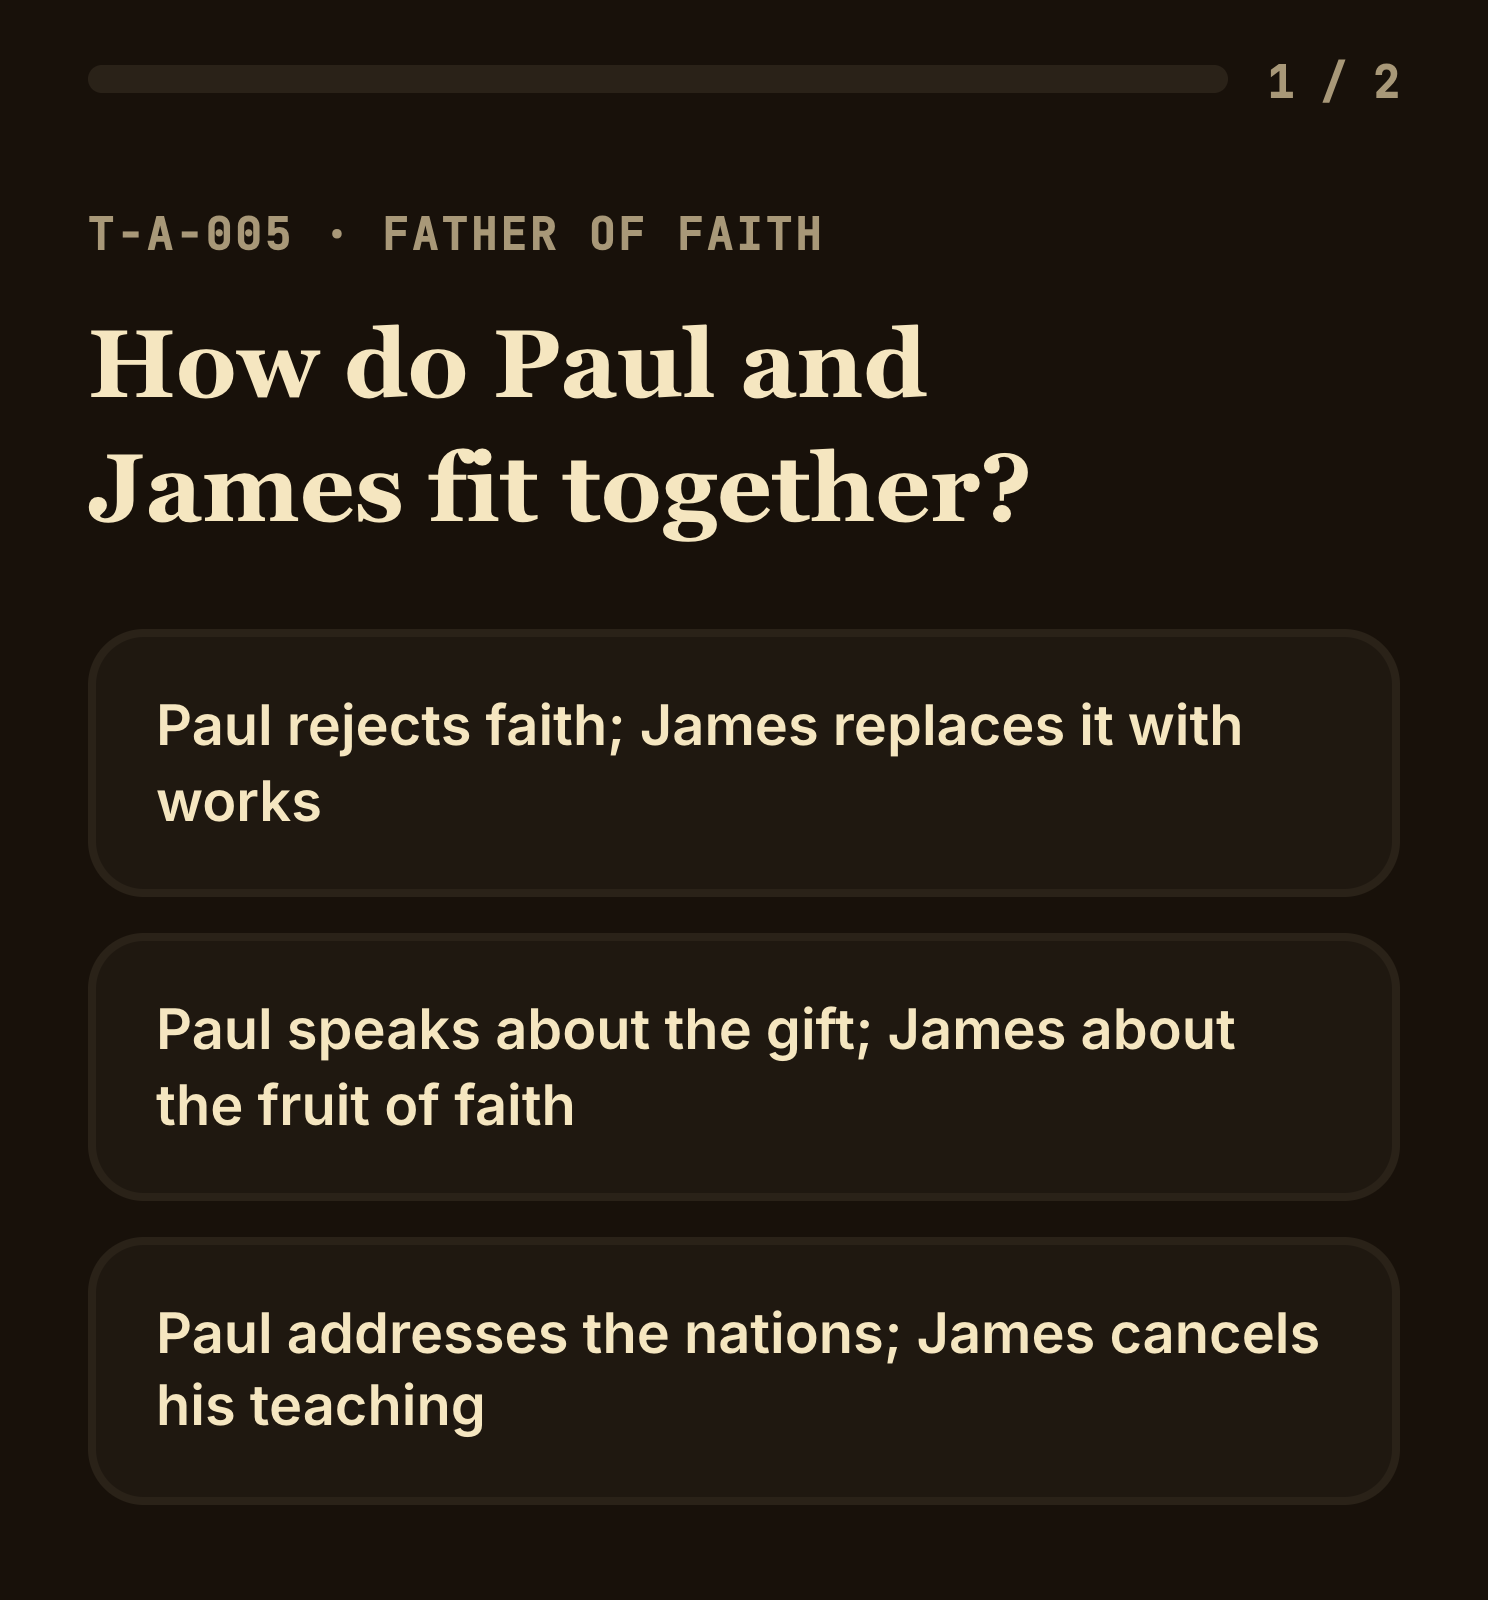 1 / 2
T-A-005 · FATHER OF FAITH
How do Paul and
James fit together?
Paul rejects faith; James replaces it with
works
Paul speaks about the gift; James about
the fruit of faith
Paul addresses the nations; James cancels
his teaching